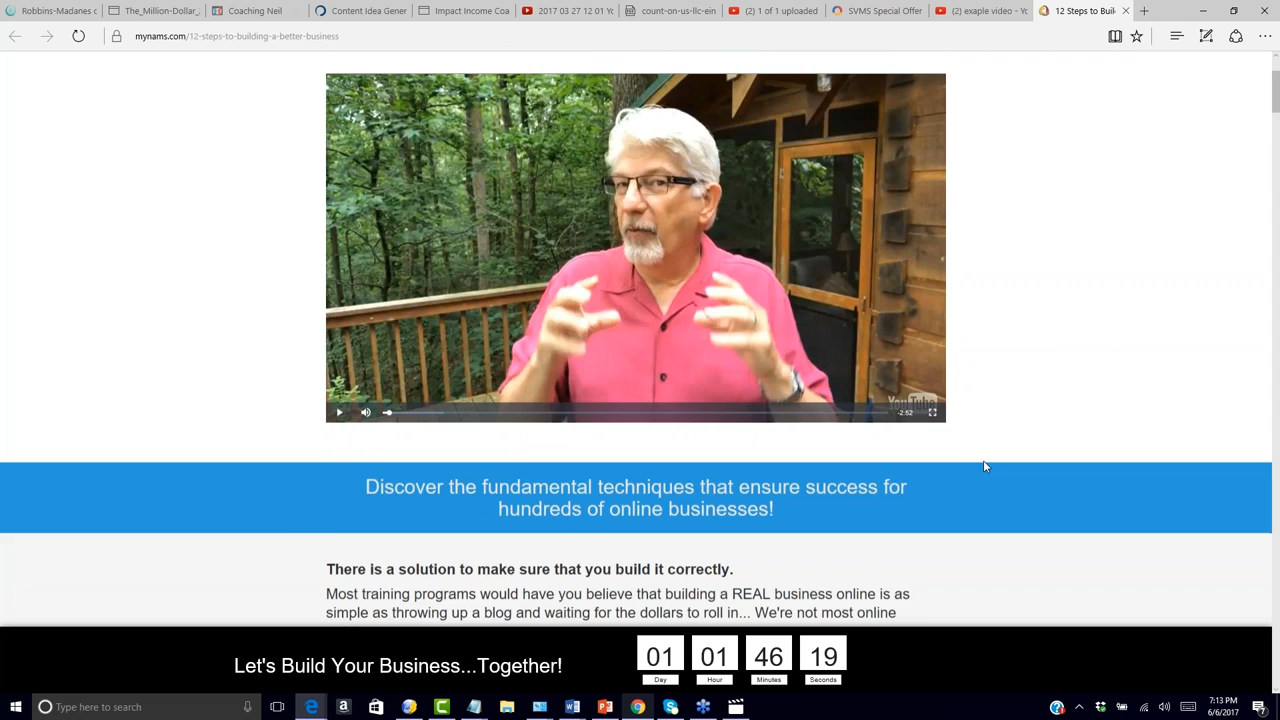 Robbins-Madanes c
The_Million-Dollar_
Coaching Neil
Content Idea Gener
Impact Income Coa
2017 03 27 12 01 Yo
count-on-us-llc-ein
(2) 1 of 1 uploaded
SVMS Special Offer
(2) exaple video - Yo
12 Steps to Buil
mynams.com/12-steps-to-building-a-better-business
YouTube
-2:52
Discover the fundamental techniques that ensure success for
hundreds of online businesses!
There is a solution to make sure that you build it correctly.
Most training programs would have you believe that building a REAL business online is as
simple as throwing up a blog and waiting for the dollars to roll in... We're not most online
Let's Build Your Business...Together!
01 01 46 19
Day Hour Minutes Seconds
Type here to search
7:13 PM
6/6/2017